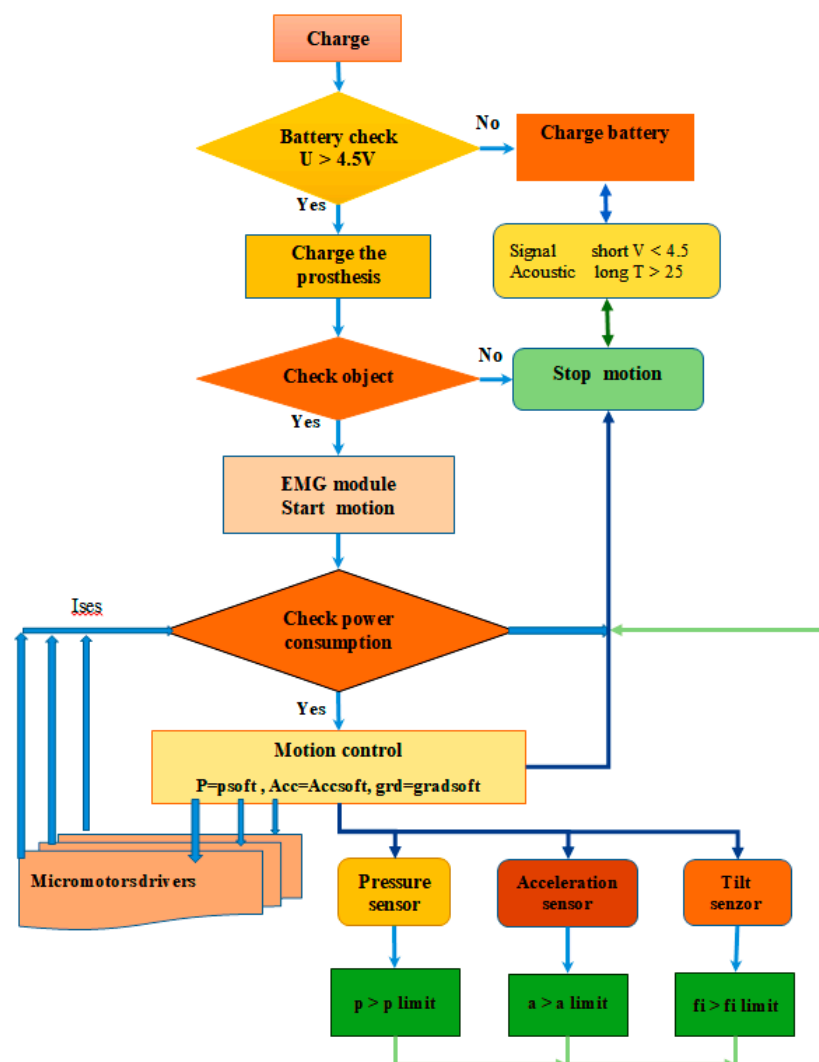 Charge
Battery check
U > 4.5V
No
Charge battery
Yes
Signal short V < 4.5
Acoustic long T > 25
Charge the
prosthesis
Check object
No
Stop motion
Yes
EMG module
Start motion
Ises
Check power
consumption
Yes
Motion control
P=psoft , Acc=Accsoft, grd=gradsoft
Micromotors drivers
Pressure
sensor
Acceleration
sensor
Tilt
senzor
p > p limit
a > a limit
fi > fi limit